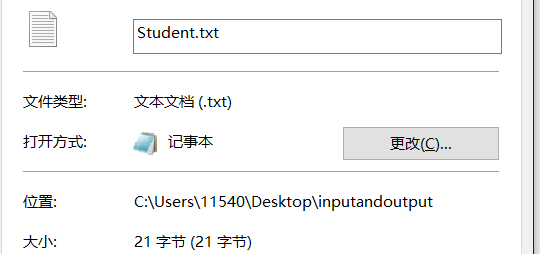 Student.txt
文件类型: 文本文档 (.txt)
打开方式: 记事本 更改(C)...
位置: C:\Users\11540\Desktop\inputandoutput
大小: 21 字节 (21 字节)